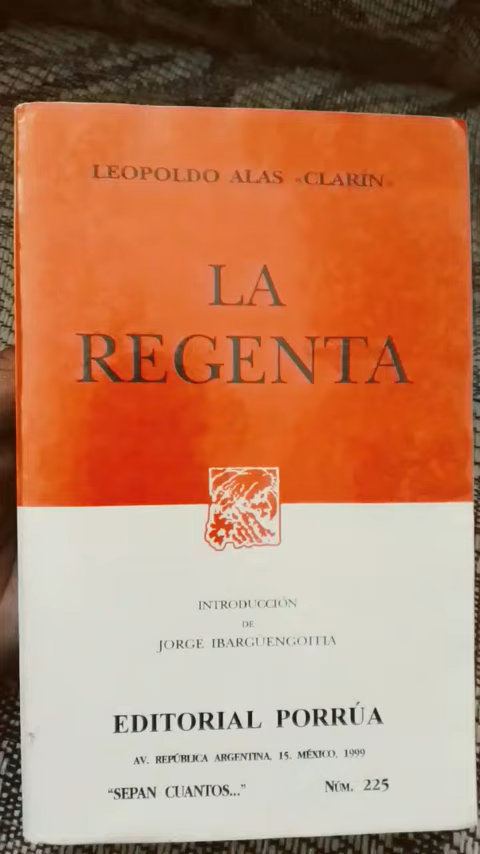 LEOPOLDO ALAS «CLARÍN»
LA
REGENTA
INTRODUCCIÓN
DE
JORGE IBARGÜENGOITIA
EDITORIAL PORRÚA
AV. REPÚBLICA ARGENTINA, 15. MÉXICO, 1999
“SEPAN CUANTOS...” NÚM. 225